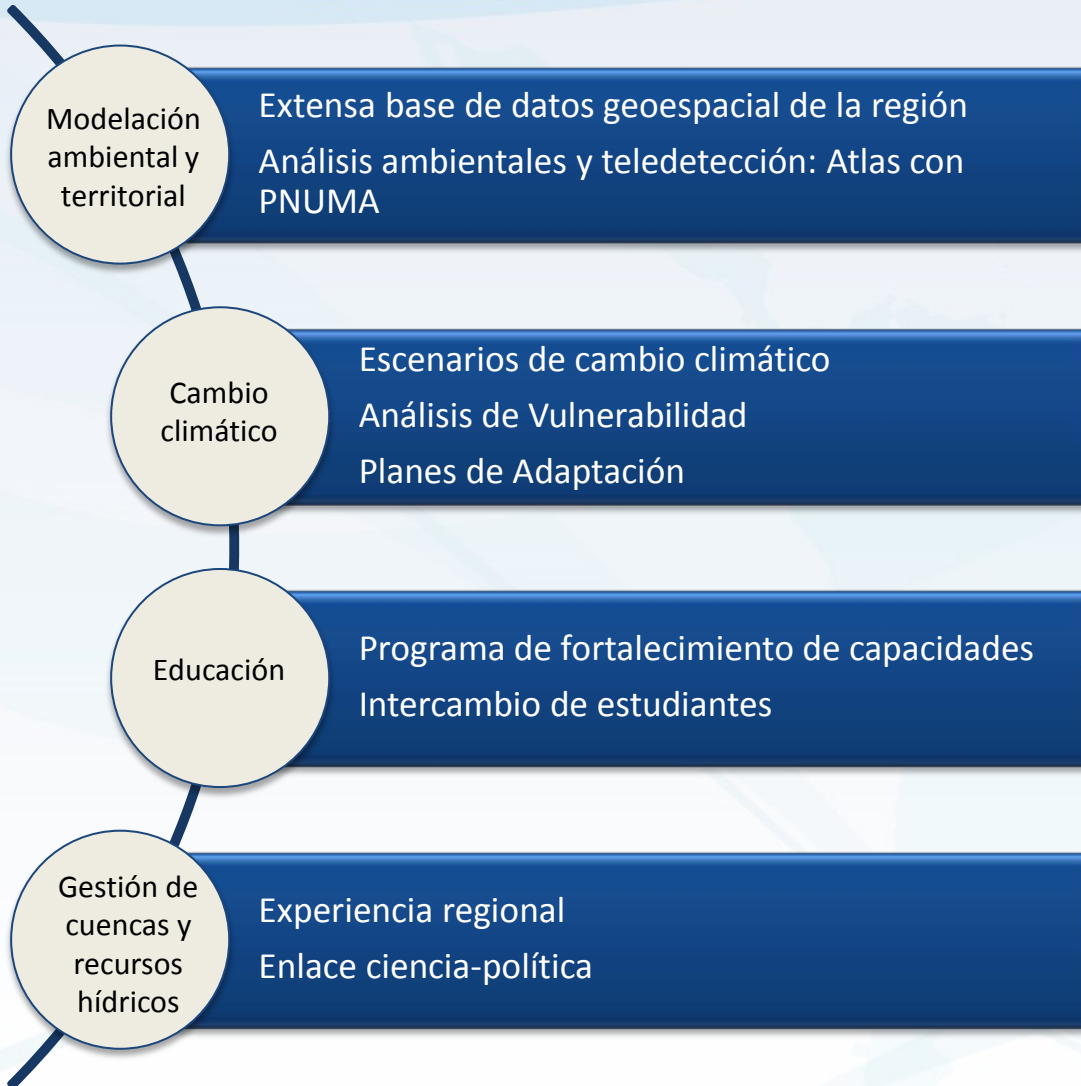 Modelación
ambiental y
territorial
Extensa base de datos geoespacial de la región
Análisis ambientales y teledetección: Atlas con
PNUMA
Cambio
climático
Escenarios de cambio climático
Análisis de Vulnerabilidad
Planes de Adaptación
Educación
Programa de fortalecimiento de capacidades
Intercambio de estudiantes
Gestión de
cuencas y
recursos
hídricos
Experiencia regional
Enlace ciencia-política